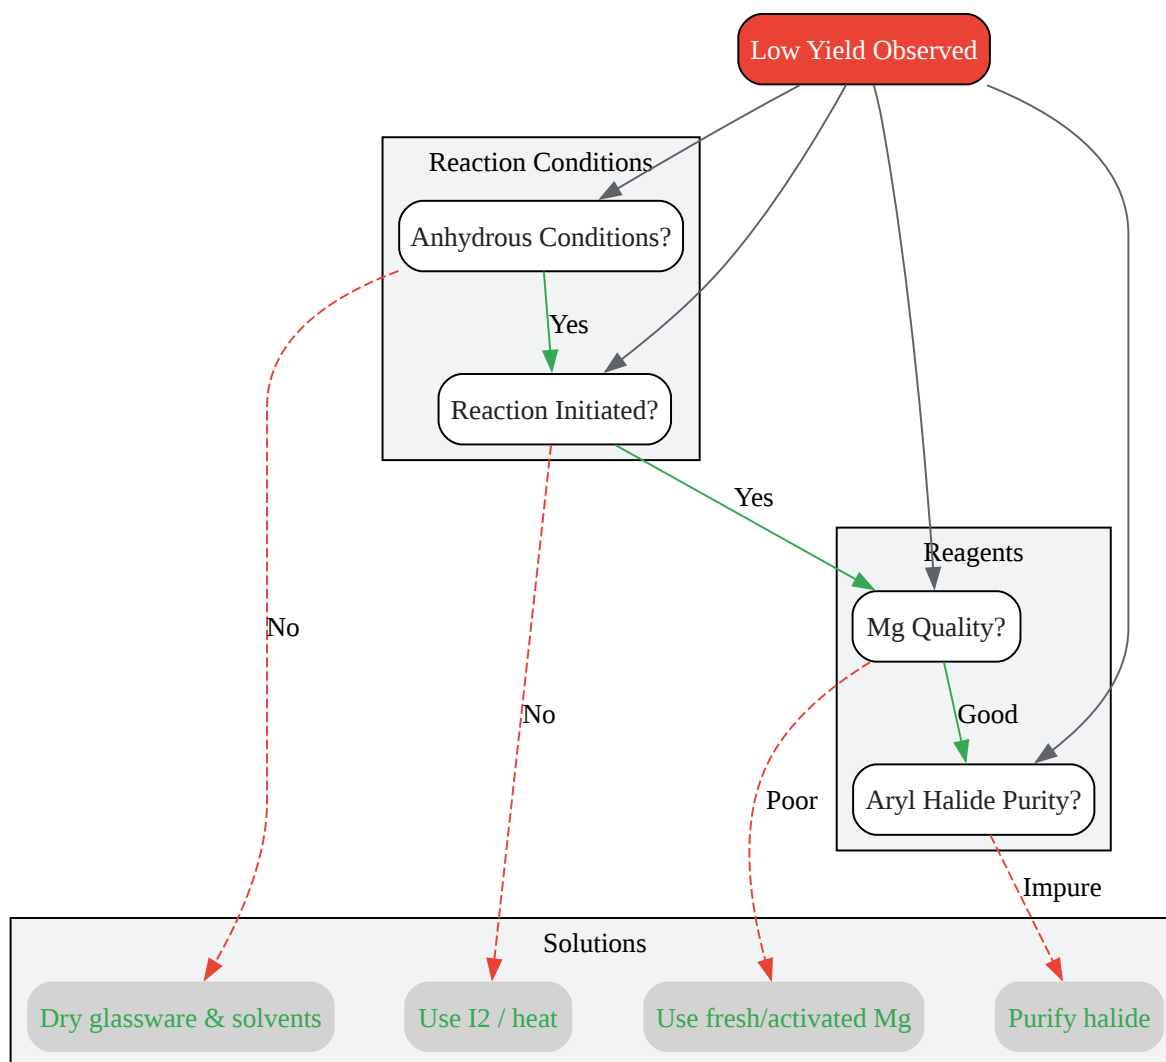 Low Yield Observed
Reaction Conditions
Anhydrous Conditions?
Yes
Reaction Initiated?
Yes
Reagents
Mg Quality?
No
No
Good
Poor
Aryl Halide Purity?
Impure
Solutions
Dry glassware & solvents
Use I2 / heat
Use fresh/activated Mg
Purify halide